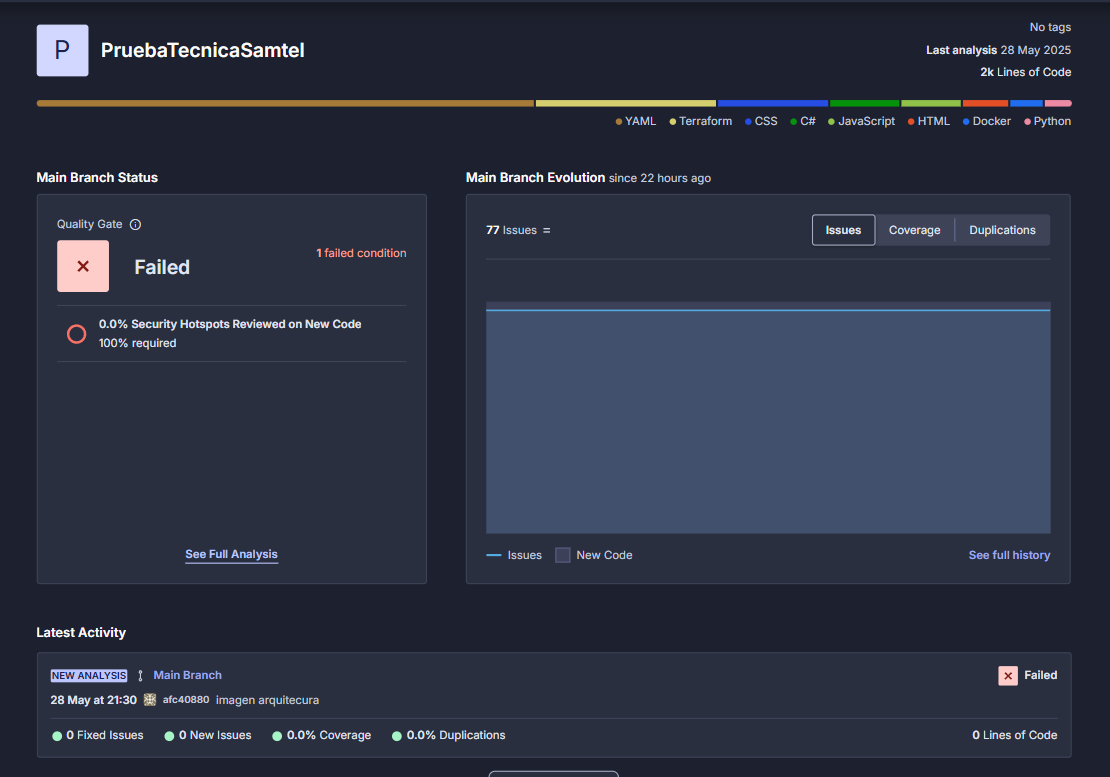 No tags
P PruebaTecnicaSamtel
Last analysis 28 May 2025
2k Lines of Code
YAML Terraform CSS C# JavaScript HTML Docker Python
Main Branch Status
Quality Gate
Failed
1 failed condition
0.0% Security Hotspots Reviewed on New Code
100% required
See Full Analysis
Main Branch Evolution since 22 hours ago
77 Issues =
Issues Coverage Duplications
Issues New Code
See full history
Latest Activity
NEW ANALYSIS Main Branch
Failed
28 May at 21:30 afc40880 imagen arquitecura
0 Fixed Issues 0 New Issues 0.0% Coverage 0.0% Duplications
0 Lines of Code